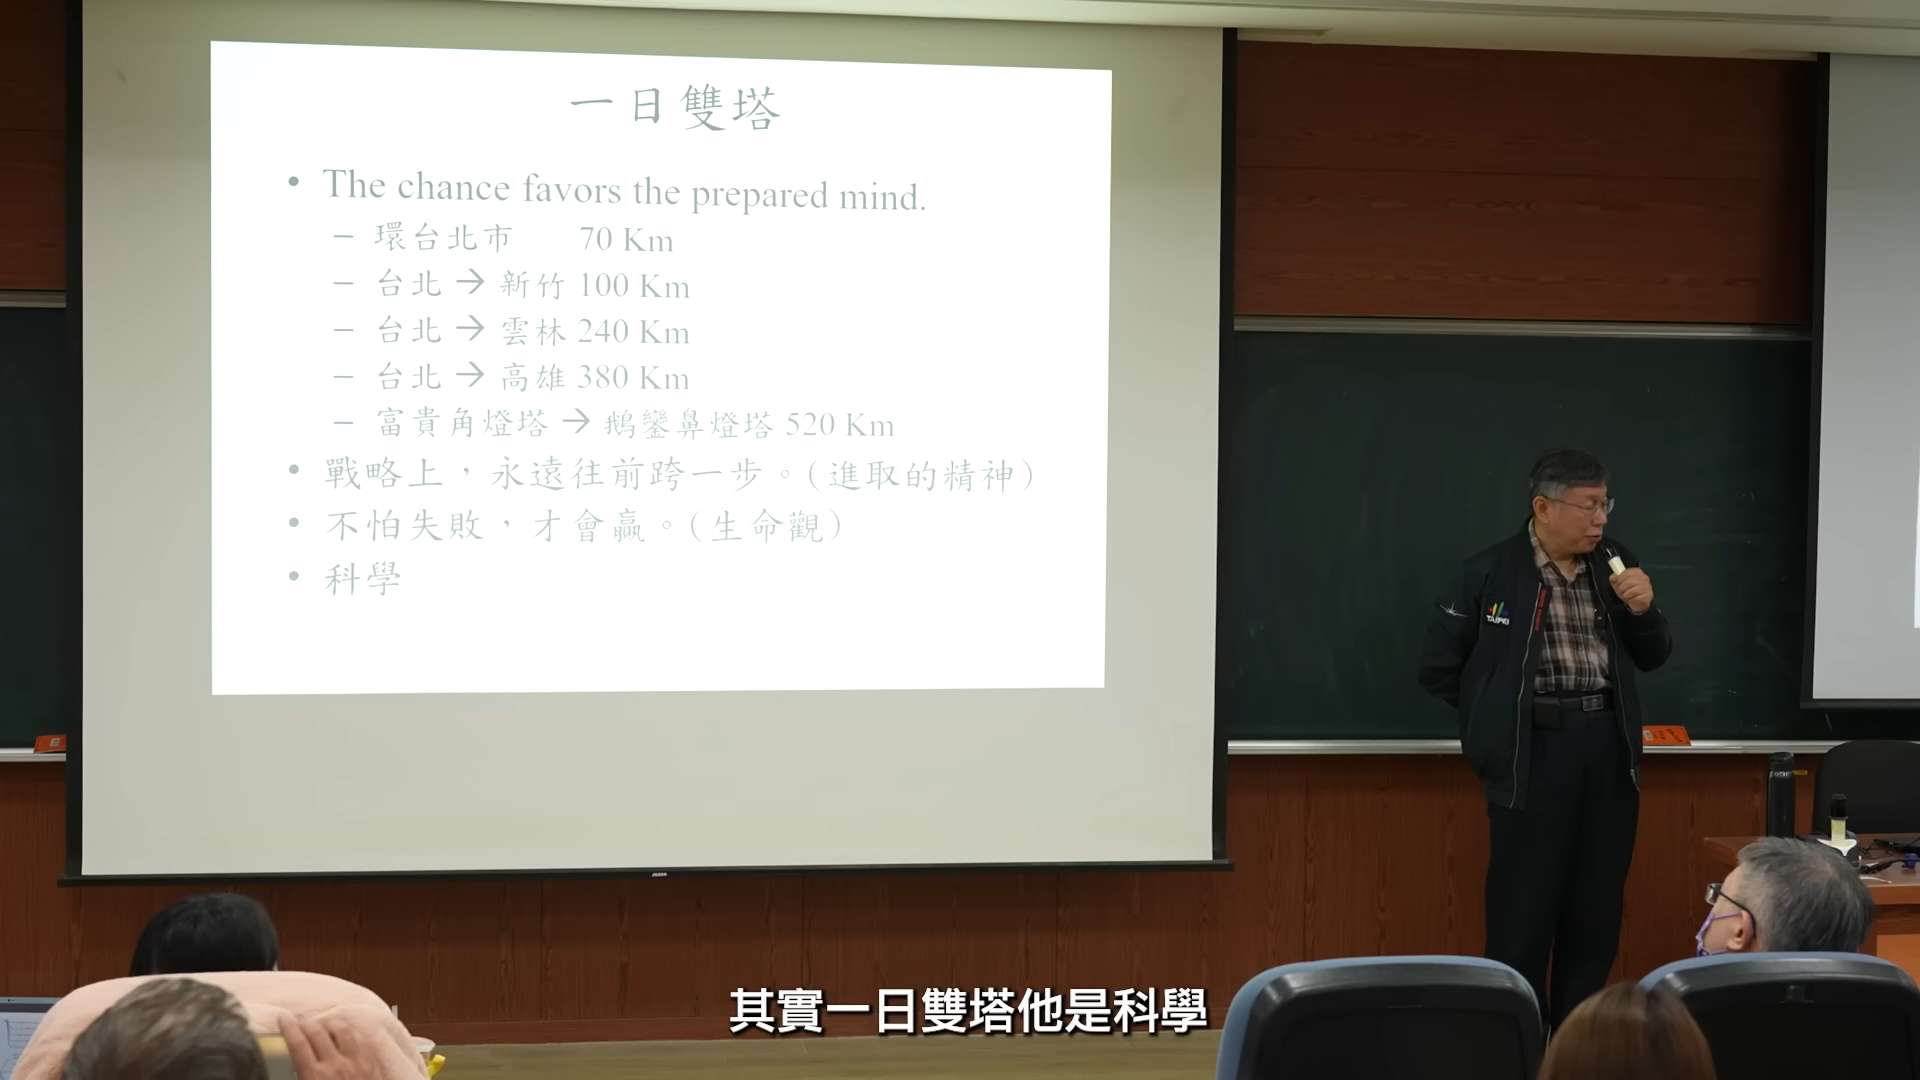 一日雙塔
• The chance favors the prepared mind.
– 環台北市 70 Km
– 台北 → 新竹 100 Km
– 台北 → 雲林 240 Km
– 台北 → 高雄 380 Km
– 富貴角燈塔 → 鵝鑾鼻燈塔 520 Km
• 戰略上，永遠往前跨一步。(進取的精神)
• 不怕失敗，才會贏。(生命觀)
• 科學
TAIPEI
其實一日雙塔他是科學